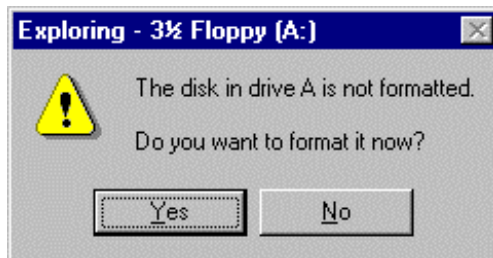 Exploring - 3½ Floppy (A:)
The disk in drive A is not formatted.
Do you want to format it now?
Yes No